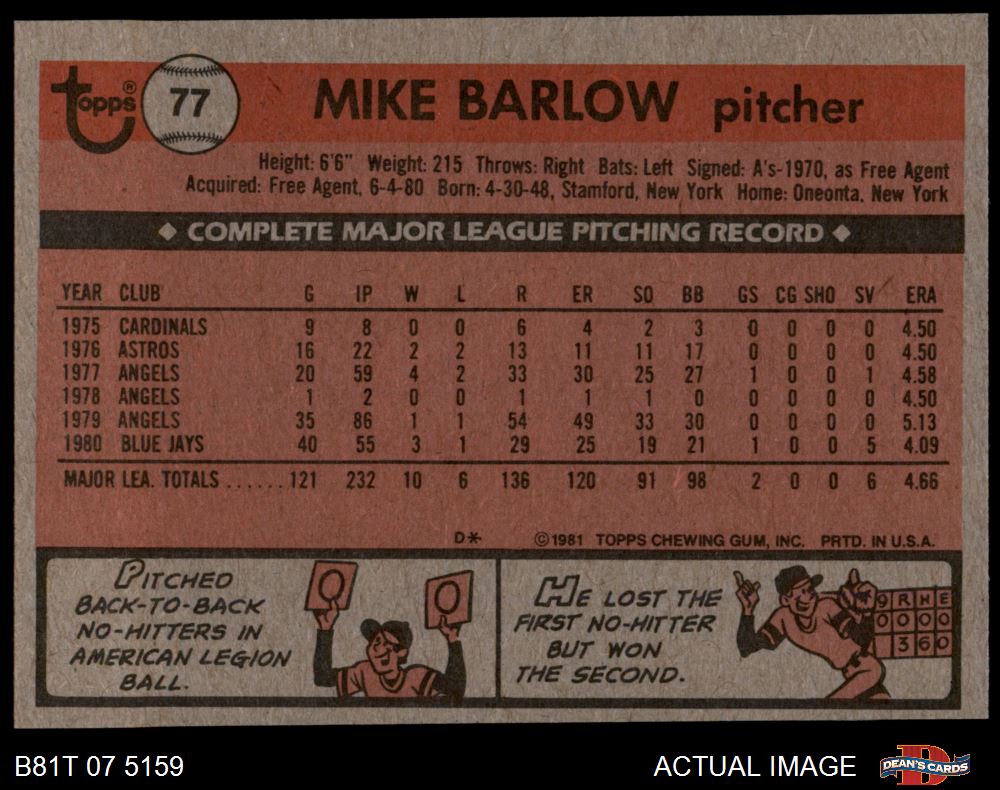 Topps® 77 MIKE BARLOW pitcher
Height: 6'6" Weight: 215 Throws: Right Bats: Left Signed: A's-1970, as Free Agent
Acquired: Free Agent, 6-4-80 Born: 4-30-48, Stamford, New York Home: Oneonta, New York
◆ COMPLETE MAJOR LEAGUE PITCHING RECORD ◆
YEAR CLUB G IP W L R ER SO BB GS CG SHO SV ERA
1975 CARDINALS 9 8 0 0 6 4 2 3 0 0 0 0 4.50
1976 ASTROS 16 22 2 2 13 11 11 17 0 0 0 0 4.50
1977 ANGELS 20 59 4 2 33 30 25 27 1 0 0 1 4.58
1978 ANGELS 1 2 0 0 1 1 1 0 0 0 0 0 4.50
1979 ANGELS 35 86 1 1 54 49 33 30 0 0 0 0 5.13
1980 BLUE JAYS 40 55 3 1 29 25 19 21 1 0 0 5 4.09
MAJOR LEA. TOTALS ...... 121 232 10 6 136 120 91 98 2 0 0 6 4.66
D* ©1981 TOPPS CHEWING GUM, INC. PRTD. IN U.S.A.
PITCHED
BACK-TO-BACK
NO-HITTERS IN
AMERICAN LEGION
BALL.
0 0
HE LOST THE
FIRST NO-HITTER
BUT WON
THE SECOND.
9 R H E
0 0 0 0
3 6 0
B81T 07 5159
ACTUAL IMAGE
D
DEAN'S CARDS